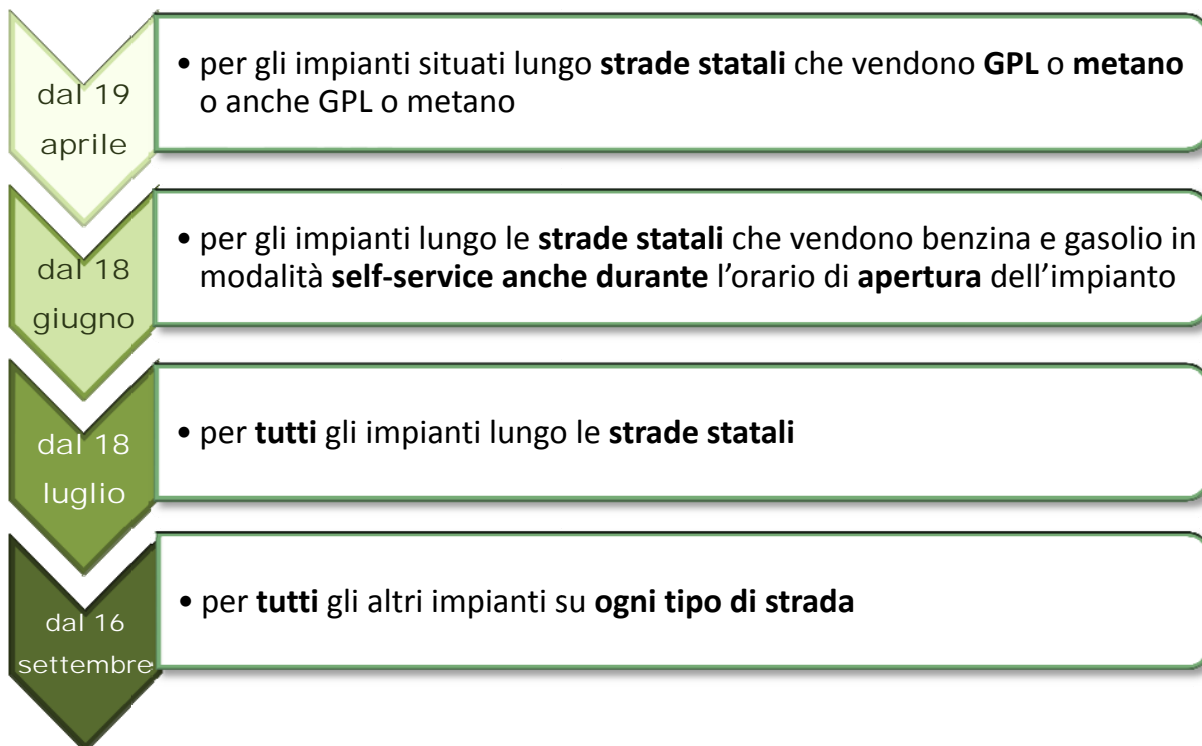 dal 19
aprile
• per gli impianti situati lungo strade statali che vendono GPL o metano
o anche GPL o metano
dal 18
giugno
• per gli impianti lungo le strade statali che vendono benzina e gasolio in
modalità self-service anche durante l’orario di apertura dell’impianto
dal 18
luglio
• per tutti gli impianti lungo le strade statali
dal 16
settembre
• per tutti gli altri impianti su ogni tipo di strada